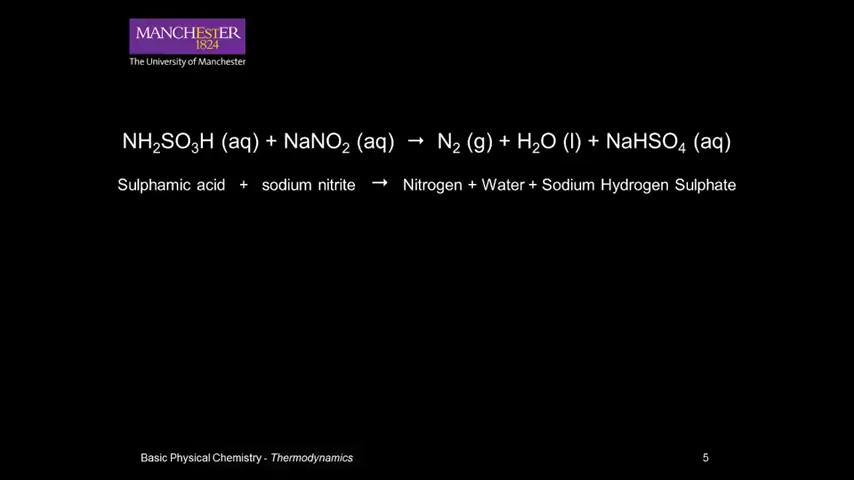 MANCHESTER
1824
The University of Manchester
NH₂SO₃H (aq) + NaNO₂ (aq) → N₂ (g) + H₂O (l) + NaHSO₄ (aq)
Sulphamic acid + sodium nitrite → Nitrogen + Water + Sodium Hydrogen Sulphate
Basic Physical Chemistry - Thermodynamics 5